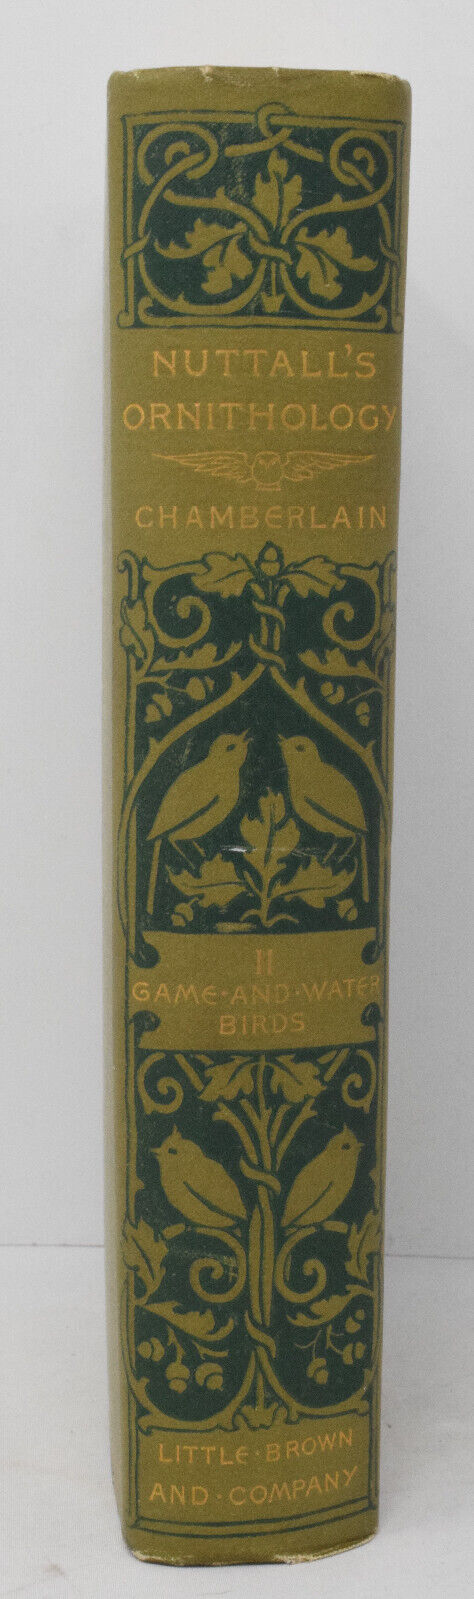 NUTTALL'S
ORNITHOLOGY
CHAMBERLAIN
II
GAME·AND·WATER
BIRDS
LITTLE·BROWN
AND·COMPANY